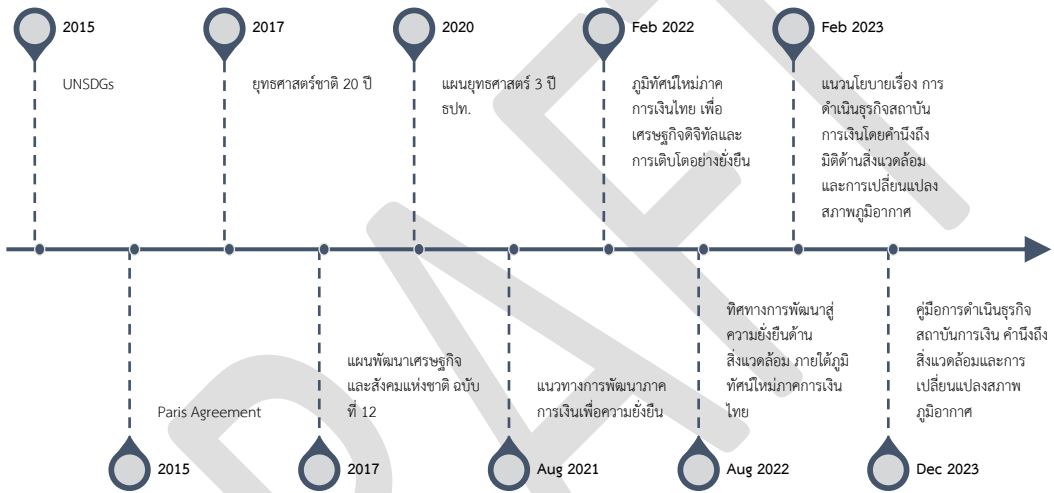 2015
UNSDGs
2017
ยุทธศาสตร์ชาติ 20 ปี
2020
แผนยุทธศาสตร์ 3 ปี
ธปท.
Feb 2022
ภูมิทัศน์ใหม่ภาค
การเงินไทย เพื่อ
เศรษฐกิจดิจิทัลและ
การเติบโตอย่างยั่งยืน
Feb 2023
แนวนโยบายเรื่อง การ
ดำเนินธุรกิจสถาบัน
การเงินโดยคำนึงถึง
มิติด้านสิ่งแวดล้อม
และการเปลี่ยนแปลง
สภาพภูมิอากาศ
Paris Agreement
2015
แผนพัฒนาเศรษฐกิจ
และสังคมแห่งชาติ ฉบับ
ที่ 12
2017
แนวทางการพัฒนาภาค
การเงินเพื่อความยั่งยืน
Aug 2021
ทิศทางการพัฒนาสู่
ความยั่งยืนด้าน
สิ่งแวดล้อม ภายใต้ภูมิ
ทัศน์ใหม่ภาคการเงิน
ไทย
Aug 2022
คู่มือการดำเนินธุรกิจ
สถาบันการเงิน คำนึงถึง
สิ่งแวดล้อมและการ
เปลี่ยนแปลงสภาพ
ภูมิอากาศ
Dec 2023
DRAFT